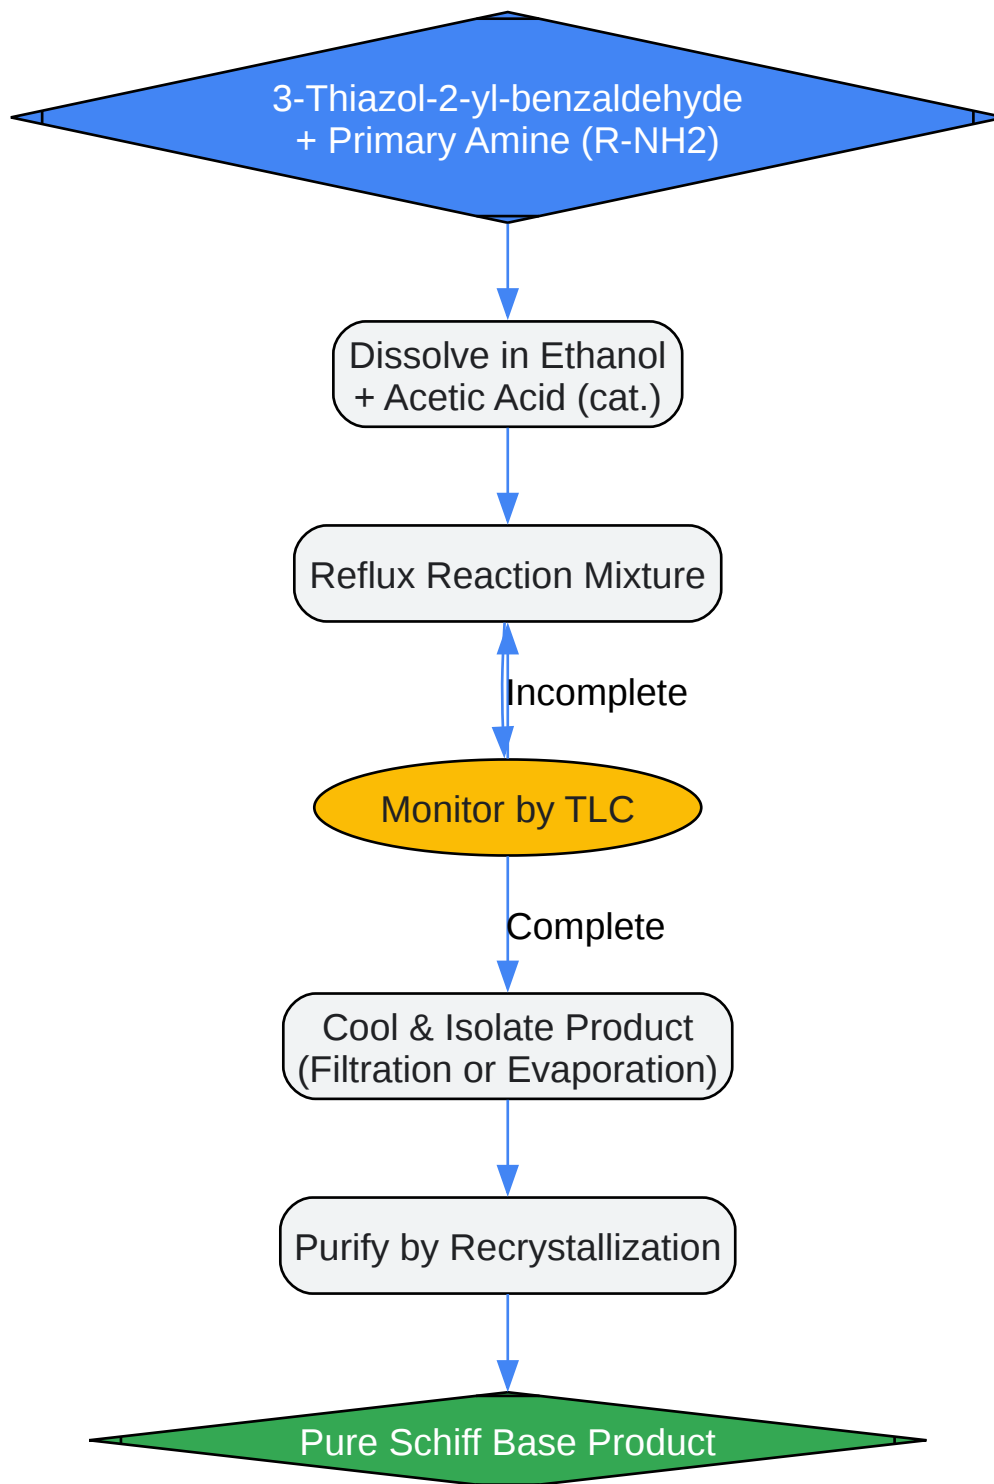 3-Thiazol-2-yl-benzaldehyde
+ Primary Amine (R-NH2)
Dissolve in Ethanol
+ Acetic Acid (cat.)
Reflux Reaction Mixture
Incomplete
Monitor by TLC
Complete
Cool & Isolate Product
(Filtration or Evaporation)
Purify by Recrystallization
Pure Schiff Base Product